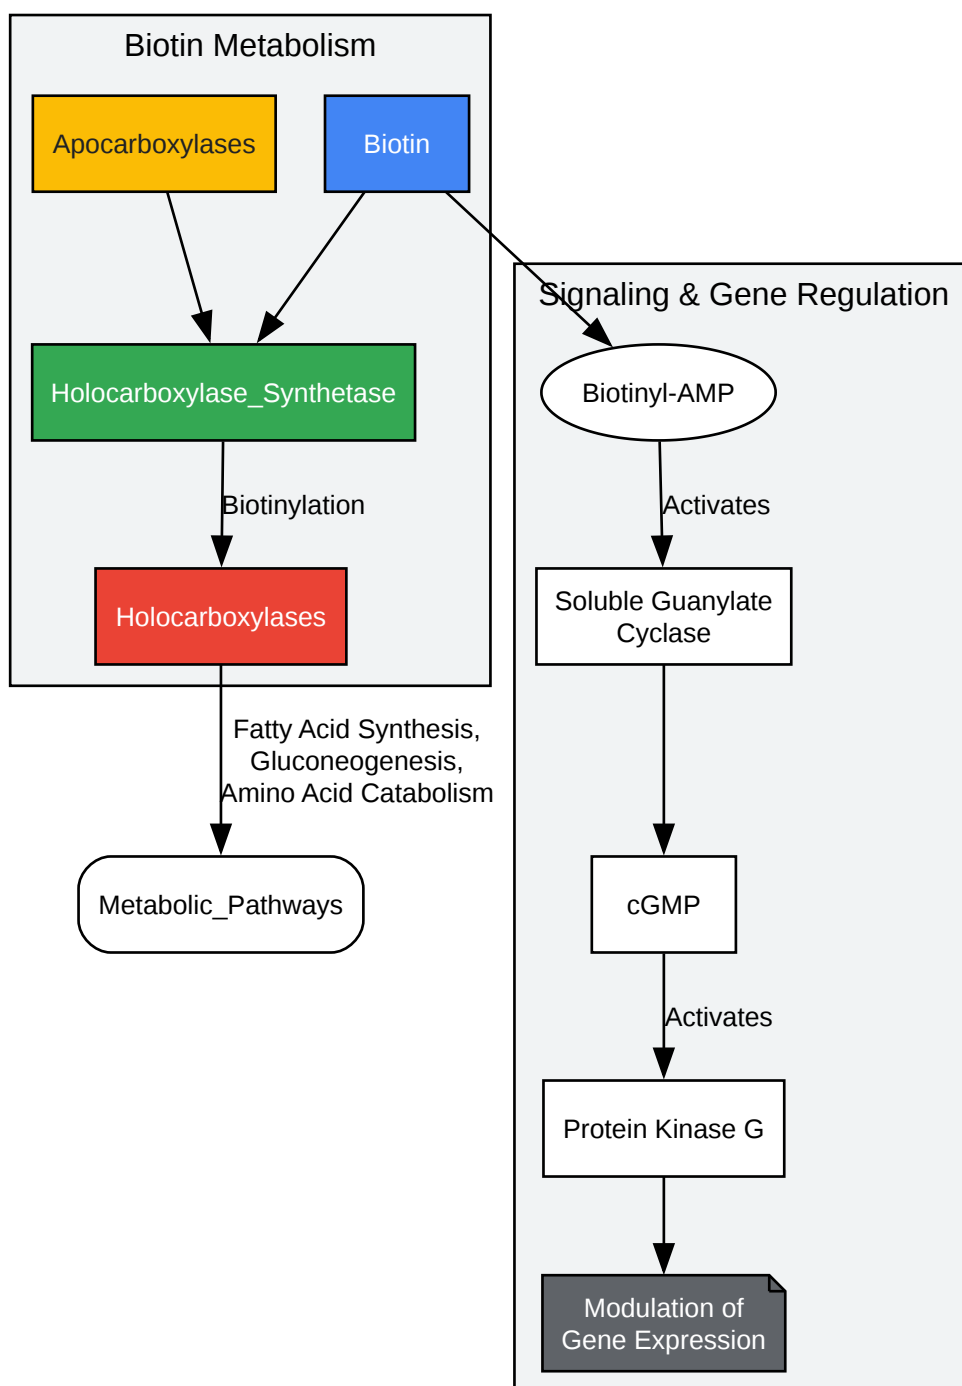 Biotin Metabolism
Apocarboxylases
Biotin
Holocarboxylase_Synthetase
Biotinylation
Holocarboxylases
Fatty Acid Synthesis,
Gluconeogenesis,
Amino Acid Catabolism
Metabolic_Pathways
Signaling & Gene Regulation
Biotinyl-AMP
Activates
Soluble Guanylate
Cyclase
cGMP
Activates
Protein Kinase G
Modulation of
Gene Expression